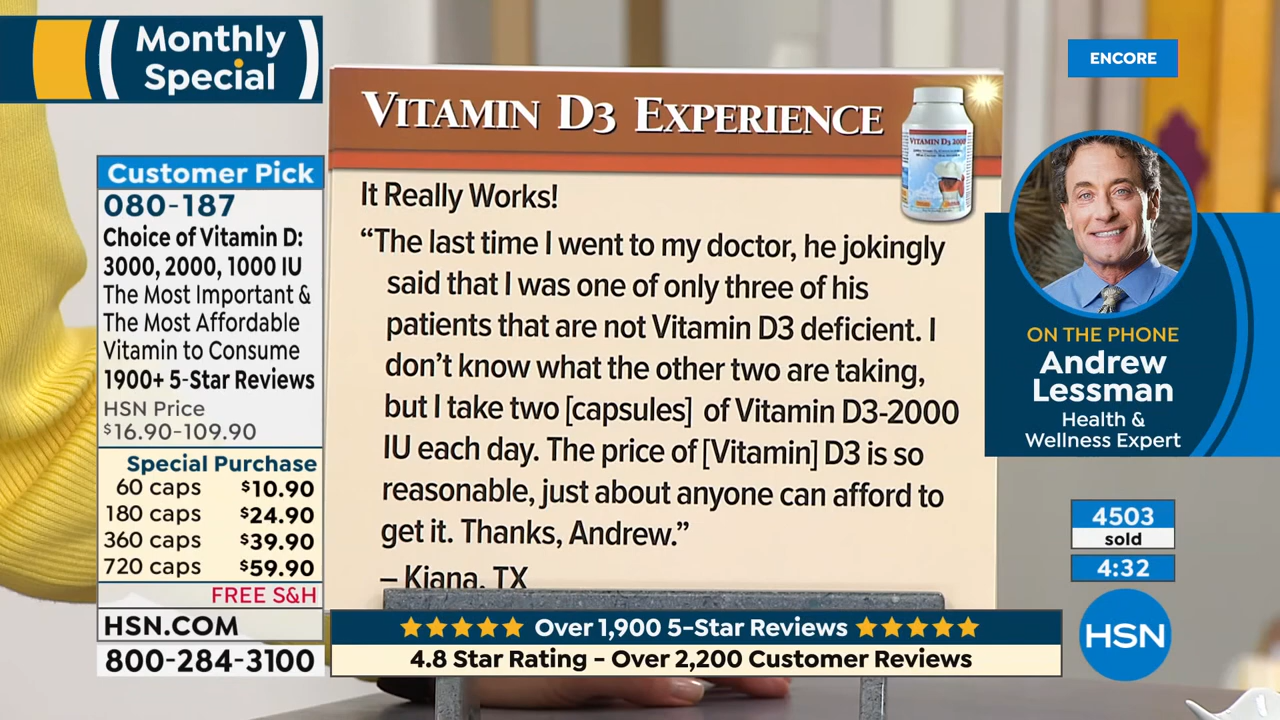 Monthly
Special
ENCORE
VITAMIN D3 EXPERIENCE
VITAMIN D3 2000
Customer Pick
080-187
Choice of Vitamin D:
3000, 2000, 1000 IU
The Most Important &
The Most Affordable
Vitamin to Consume
1900+ 5-Star Reviews
HSN Price
$16.90-109.90
Special Purchase
60 caps $10.90
180 caps $24.90
360 caps $39.90
720 caps $59.90
FREE S&H
HSN.COM
800-284-3100
It Really Works!
“The last time I went to my doctor, he jokingly
said that I was one of only three of his
patients that are not Vitamin D3 deficient. I
don’t know what the other two are taking,
but I take two [capsules] of Vitamin D3-2000
IU each day. The price of [Vitamin] D3 is so
reasonable, just about anyone can afford to
get it. Thanks, Andrew.”
– Kiana, TX
ON THE PHONE
Andrew
Lessman
Health &
Wellness Expert
4503
sold
4:32
HSN
Over 1,900 5-Star Reviews
4.8 Star Rating – Over 2,200 Customer Reviews